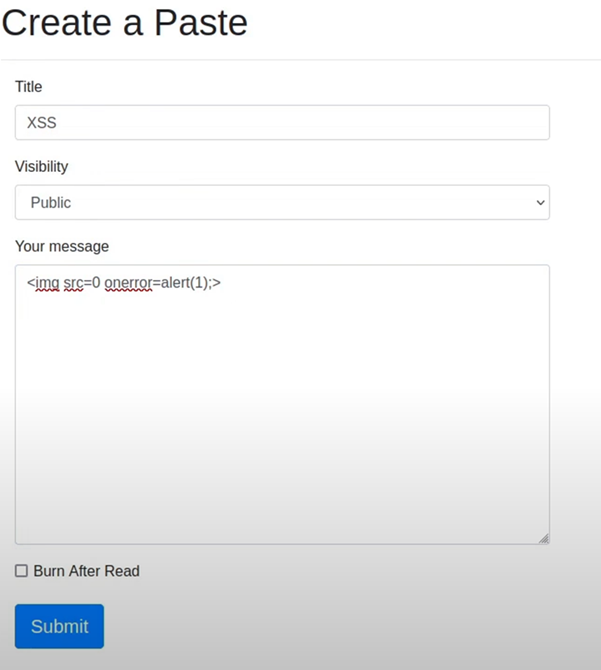 Create a Paste
Title
XSS
Visibility
Public
Your message
<img src=0 onerror=alert(1);>
Burn After Read
Submit